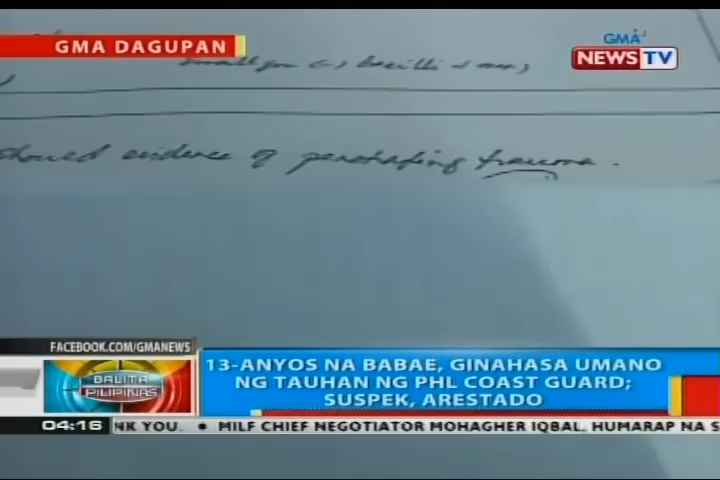 GMA DAGUPAN
GMA
NEWS TV
showed evidence of penetrating trauma.
FACEBOOK.COM/GMANEWS
BALITA PILIPINAS
13-ANYOS NA BABAE, GINAHASA UMANO
NG TAUHAN NG PHL COAST GUARD;
SUSPEK, ARESTADO
04:16 NK YOU. ● MILF CHIEF NEGOTIATOR MOHAGHER IQBAL, HUMARAP NA S